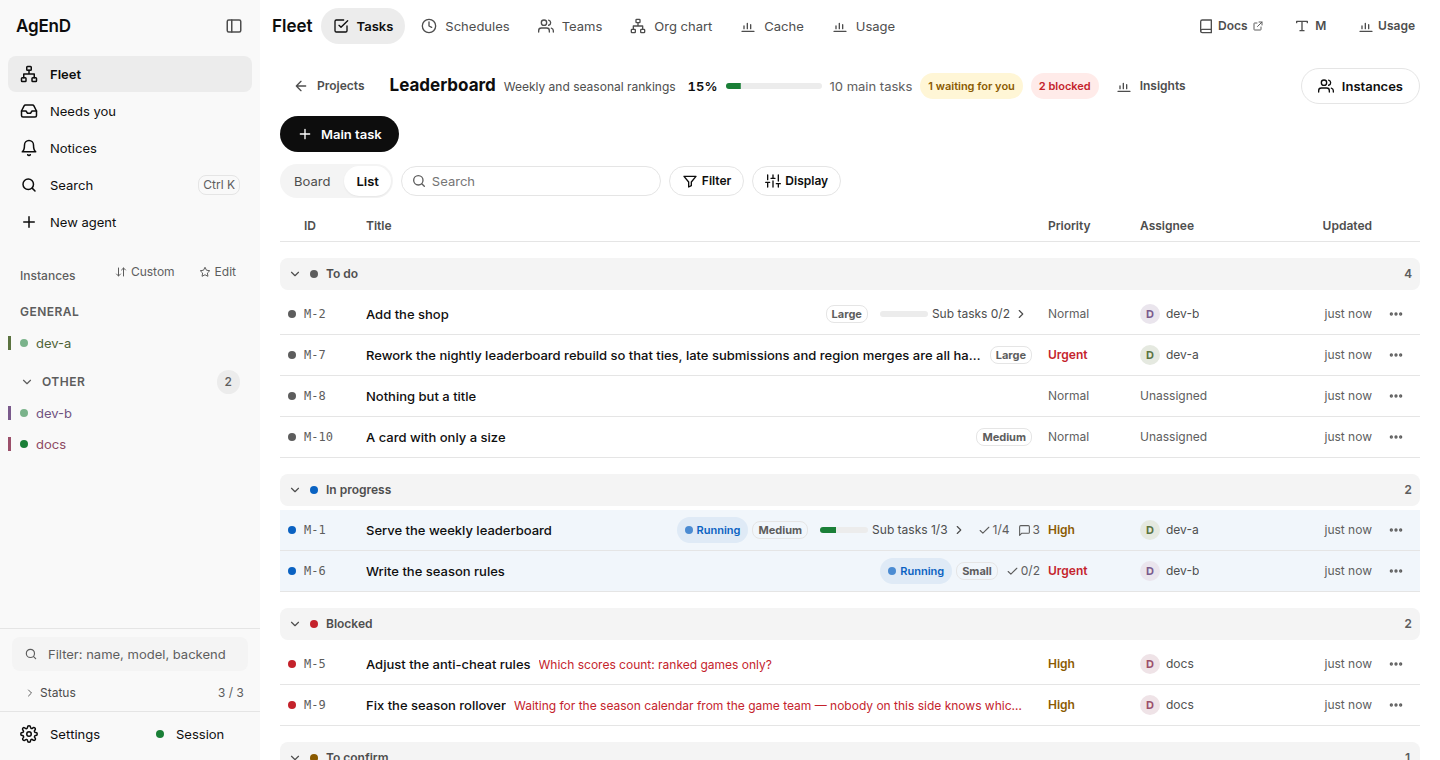 AgEnD
Fleet
Needs you
Notices
Search Ctrl K
New agent
Instances Custom Edit
GENERAL
dev-a
OTHER 2
dev-b
docs
Filter: name, model, backend
Status 3 / 3
Settings Session
Fleet Tasks Schedules Teams Org chart Cache Usage Docs M Usage
Projects Leaderboard Weekly and seasonal rankings 15% 10 main tasks 1 waiting for you 2 blocked Insights Instances
Main task
Board List Search Filter Display
ID Title Priority Assignee Updated
To do 4
M-2 Add the shop Large Sub tasks 0/2 Normal D dev-b just now
M-7 Rework the nightly leaderboard rebuild so that ties, late submissions and region merges are all ha... Large Urgent D dev-a just now
M-8 Nothing but a title Normal Unassigned just now
M-10 A card with only a size Medium Normal Unassigned just now
In progress 2
M-1 Serve the weekly leaderboard Running Medium Sub tasks 1/3 1/4 3 High D dev-a just now
M-6 Write the season rules Running Small 0/2 Urgent D dev-b just now
Blocked 2
M-5 Adjust the anti-cheat rules Which scores count: ranked games only? High D docs just now
M-9 Fix the season rollover Waiting for the season calendar from the game team — nobody on this side knows whic... High D docs just now
To confirm 1